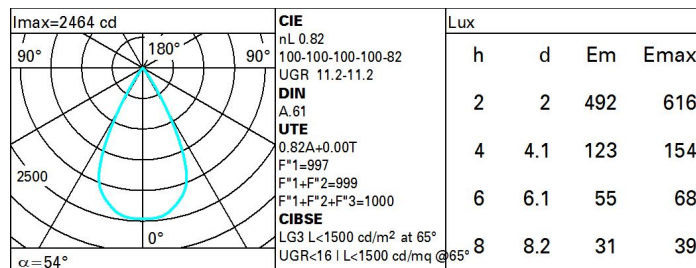 Imax=2464 cd
90° 180° 90°
2500
0°
α=54°
CIE
nL 0.82
100-100-100-100-82
UGR 11.2-11.2
DIN
A.61
UTE
0.82A+0.00T
F"1=997
F"1+F"2=999
F"1+F"2+F"3=1000
CIBSE
LG3 L<1500 cd/m² at 65°
UGR<16 | L<1500 cd/mq @65°
Lux
h d Em Emax
2 2 492 616
4 4.1 123 154
6 6.1 55 68
8 8.2 31 39